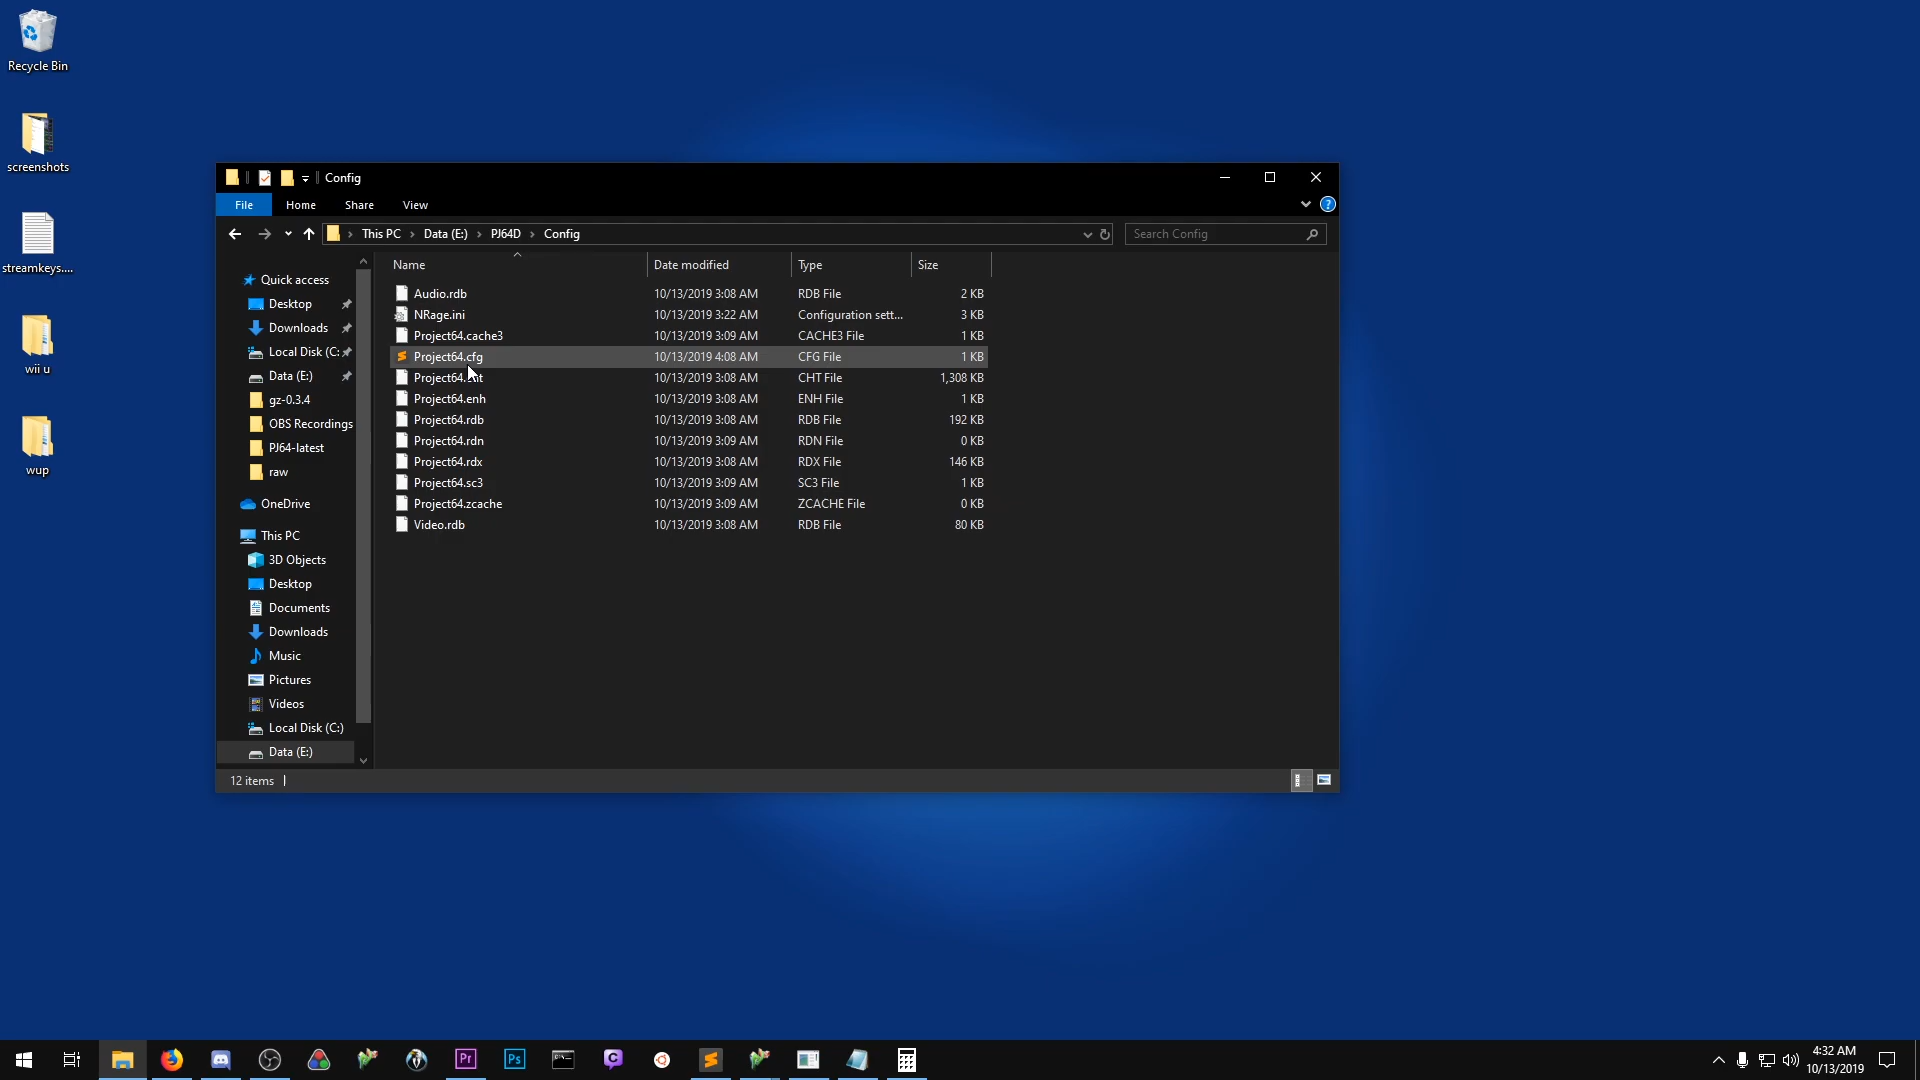 Recycle Bin
screenshots
streamkeys....
wii u
wup
Config
File Home Share View
This PC Data (E:) PJ64D Config
Search Config
Name Date modified Type Size
Audio.rdb 10/13/2019 3:08 AM RDB File 2 KB
NRage.ini 10/13/2019 3:22 AM Configuration sett... 3 KB
Project64.cache3 10/13/2019 3:09 AM CACHE3 File 1 KB
Project64.cfg 10/13/2019 4:08 AM CFG File 1 KB
Project64. 10/13/2019 3:08 AM CHT File 1,308 KB
Project64.enh 10/13/2019 3:08 AM ENH File 1 KB
Project64.rdb 10/13/2019 3:08 AM RDB File 192 KB
Project64.rdn 10/13/2019 3:09 AM RDN File 0 KB
Project64.rdx 10/13/2019 3:08 AM RDX File 146 KB
Project64.sc3 10/13/2019 3:09 AM SC3 File 1 KB
Project64.zcache 10/13/2019 3:09 AM ZCACHE File 0 KB
Video.rdb 10/13/2019 3:08 AM RDB File 80 KB
Quick access
Desktop
Downloads
Local Disk (C:
Data (E:)
gz-0.3.4
OBS Recordings
PJ64-latest
raw
OneDrive
This PC
3D Objects
Desktop
Documents
Downloads
Music
Pictures
Videos
Local Disk (C:)
Data (E:)
12 items
Pr
Ps
4:32 AM
10/13/2019